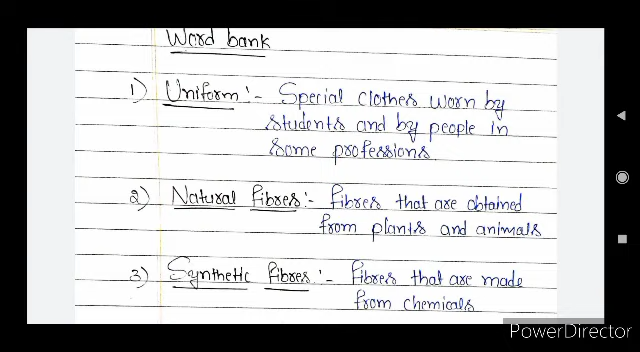 Word bank
1) Uniform :- Special clothes worn by
students and by people in
some professions.
2) Natural fibres :- fibres that are obtained
from plants and animals
3) Synthetic fibres :- fibres that are made
from chemicals
PowerDirector